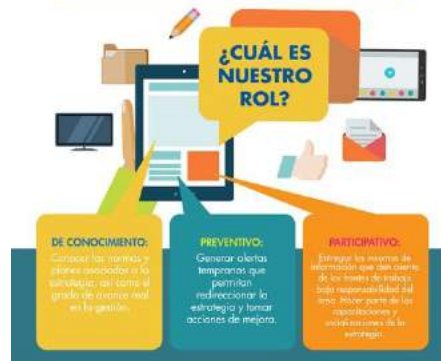 ¿CUÁL ES
NUESTRO
ROL?
DE CONOCIMIENTO:
Conocer las normas y
planes asociados a la
estrategia, así como el
grado de avance real
en la gestión.
PREVENTIVO:
Generar alertas
tempranas que
permitan
redireccionar la
estrategia y tomar
acciones de mejora.
PARTICIPATIVO:
Entregar los insumos de
información que den cuenta
de los frentes de trabajo
bajo responsabilidad del
área. Hacer parte de las
capacitaciones y
socializaciones de la
estrategia.